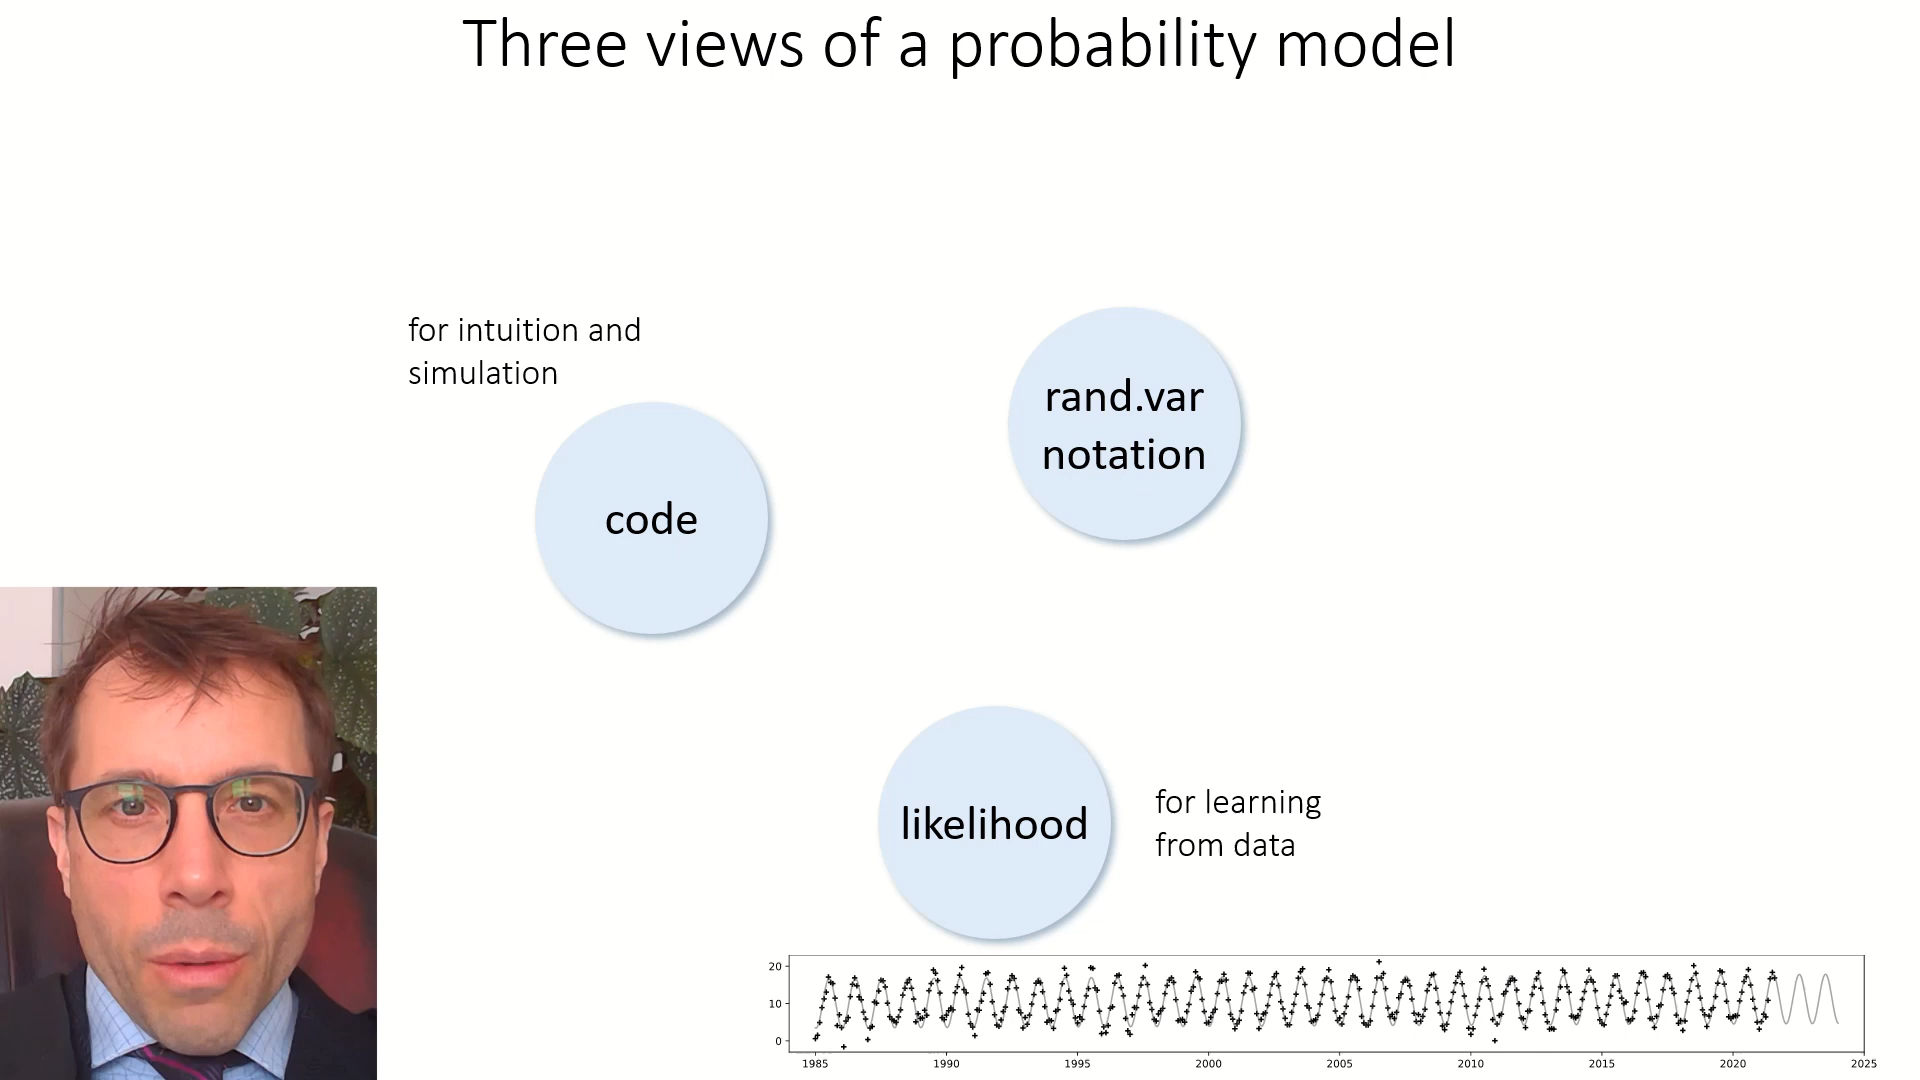 Three views of a probability model
for intuition and
simulation
rand.var
notation
code
likelihood
for learning
from data
20
10
0
1985 1990 1995 2000 2005 2010 2015 2020 2025